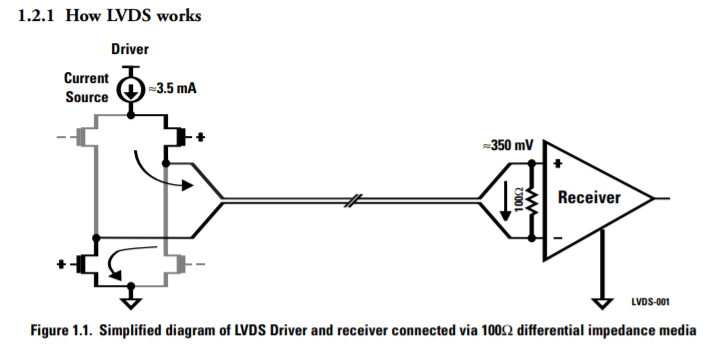 1.2.1 How LVDS works
Driver
Current
Source
≈3.5 mA
− +
≈350 mV
+
100Ω
Receiver
−
+ −
LVDS-001
Figure 1.1. Simplified diagram of LVDS Driver and receiver connected via 100Ω differential impedance media